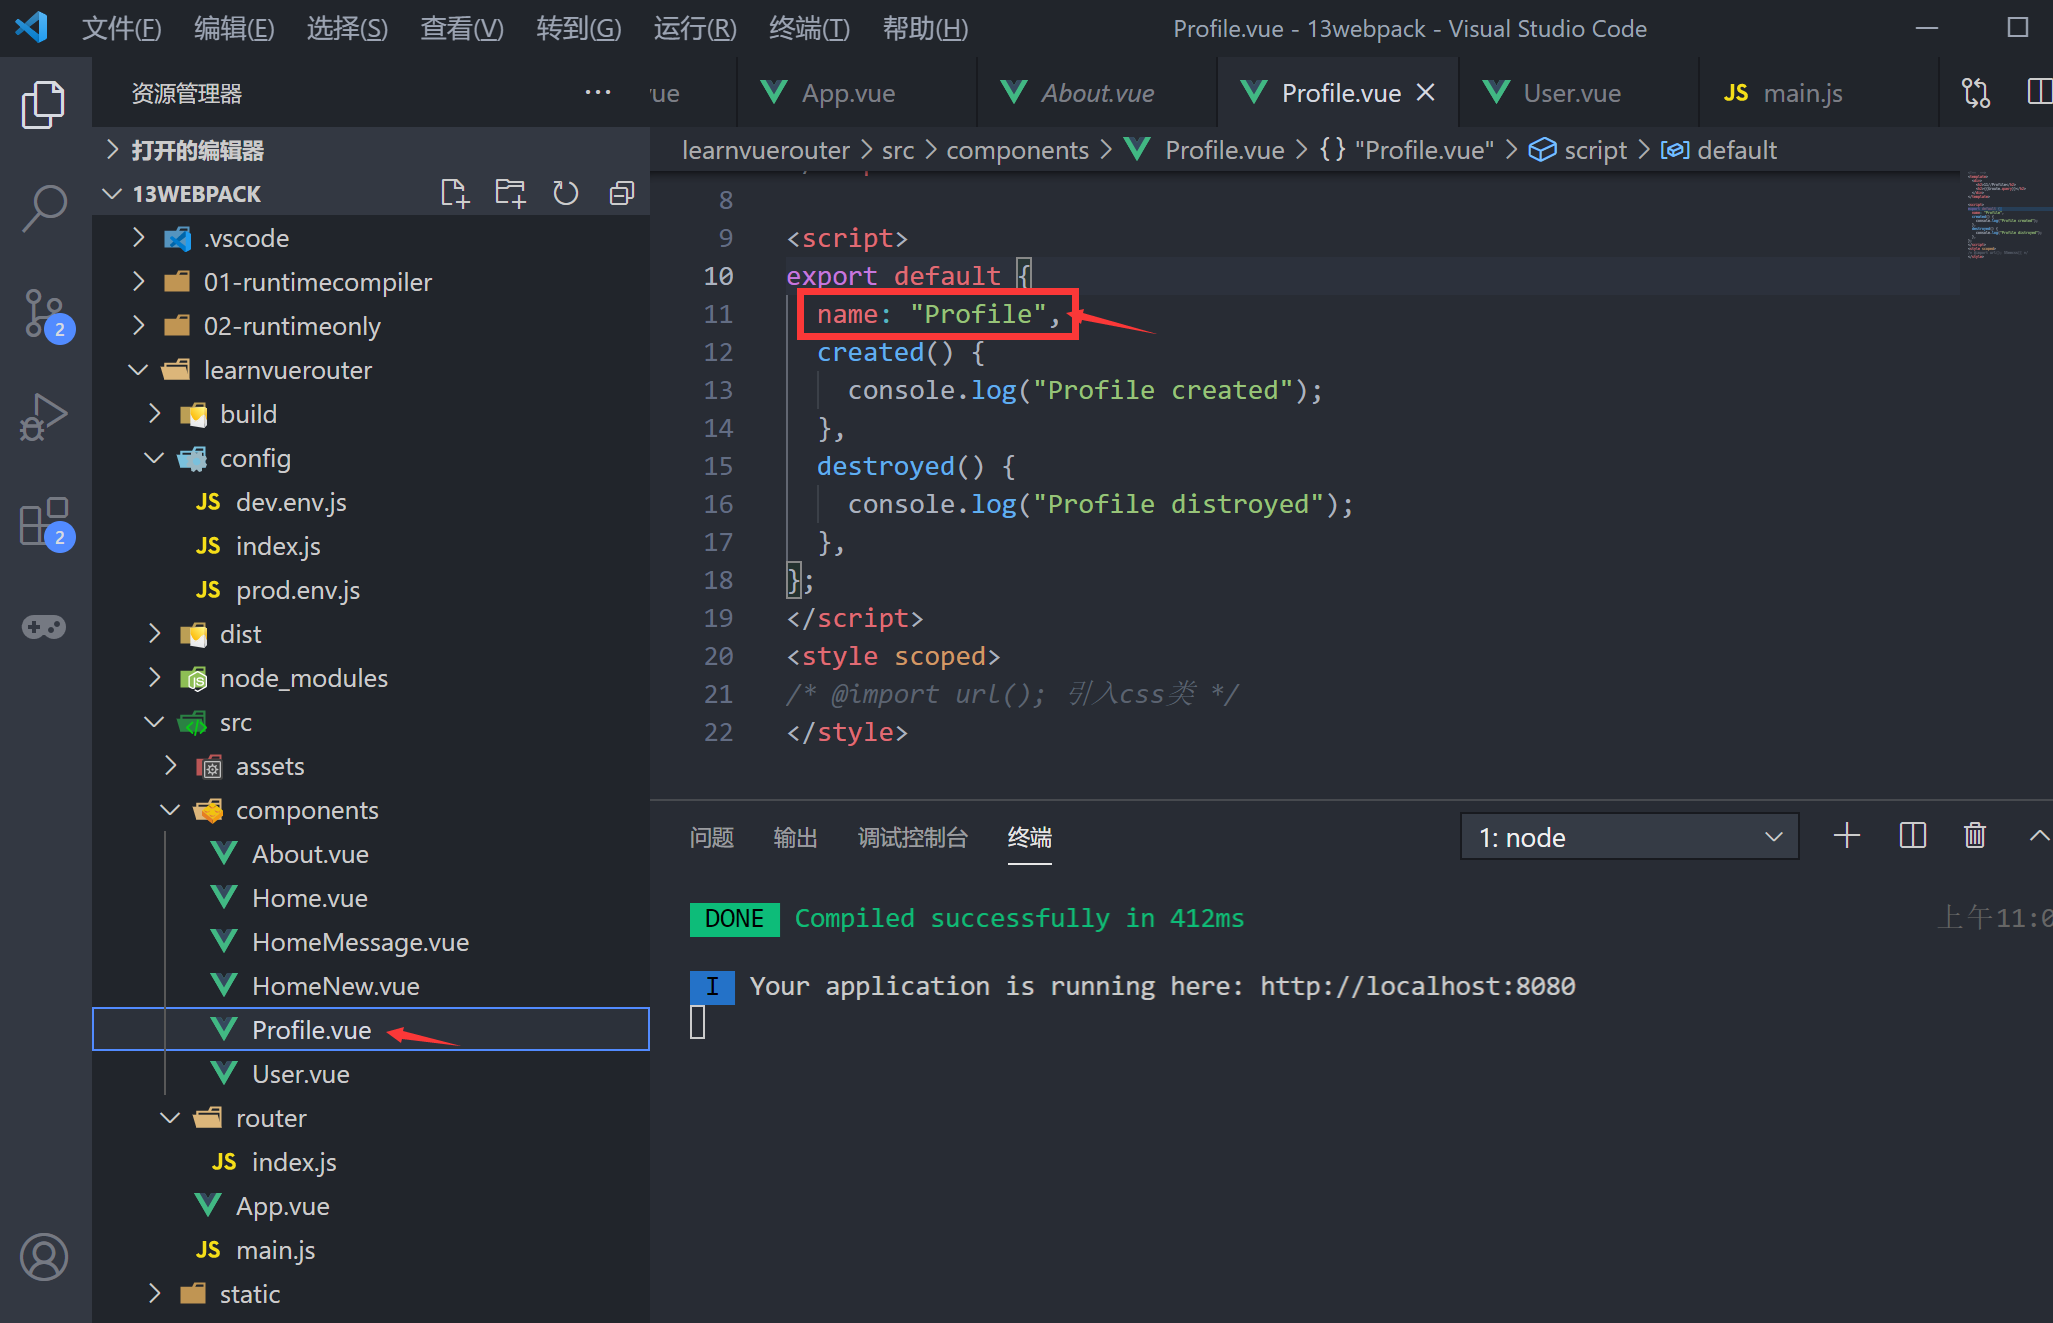 文件(F) 编辑(E) 选择(S) 查看(V) 转到(G) 运行(R) 终端(T) 帮助(H) Profile.vue - 13webpack - Visual Studio Code
资源管理器 ··· App.vue About.vue Profile.vue User.vue JS main.js
打开的编辑器
learnvuerouter > src > components > Profile.vue > {} "Profile.vue" > script > default
13WEBPACK
.vscode
01-runtimecompiler
02-runtimeonly
learnvuerouter
build
config
JS dev.env.js
JS index.js
JS prod.env.js
dist
node_modules
src
assets
components
About.vue
Home.vue
HomeMessage.vue
HomeNew.vue
Profile.vue
User.vue
router
JS index.js
App.vue
JS main.js
static
2
2
8
9 <script>
10 export default {
11 name: "Profile",
12 created() {
13 console.log("Profile created");
14 },
15 destroyed() {
16 console.log("Profile distroyed");
17 },
18 };
19 </script>
20 <style scoped>
21 /* @import url(); 引入css类 */
22 </style>
问题 输出 调试控制台 终端 1: node
DONE Compiled successfully in 412ms 上午11:0
I Your application is running here: http://localhost:8080